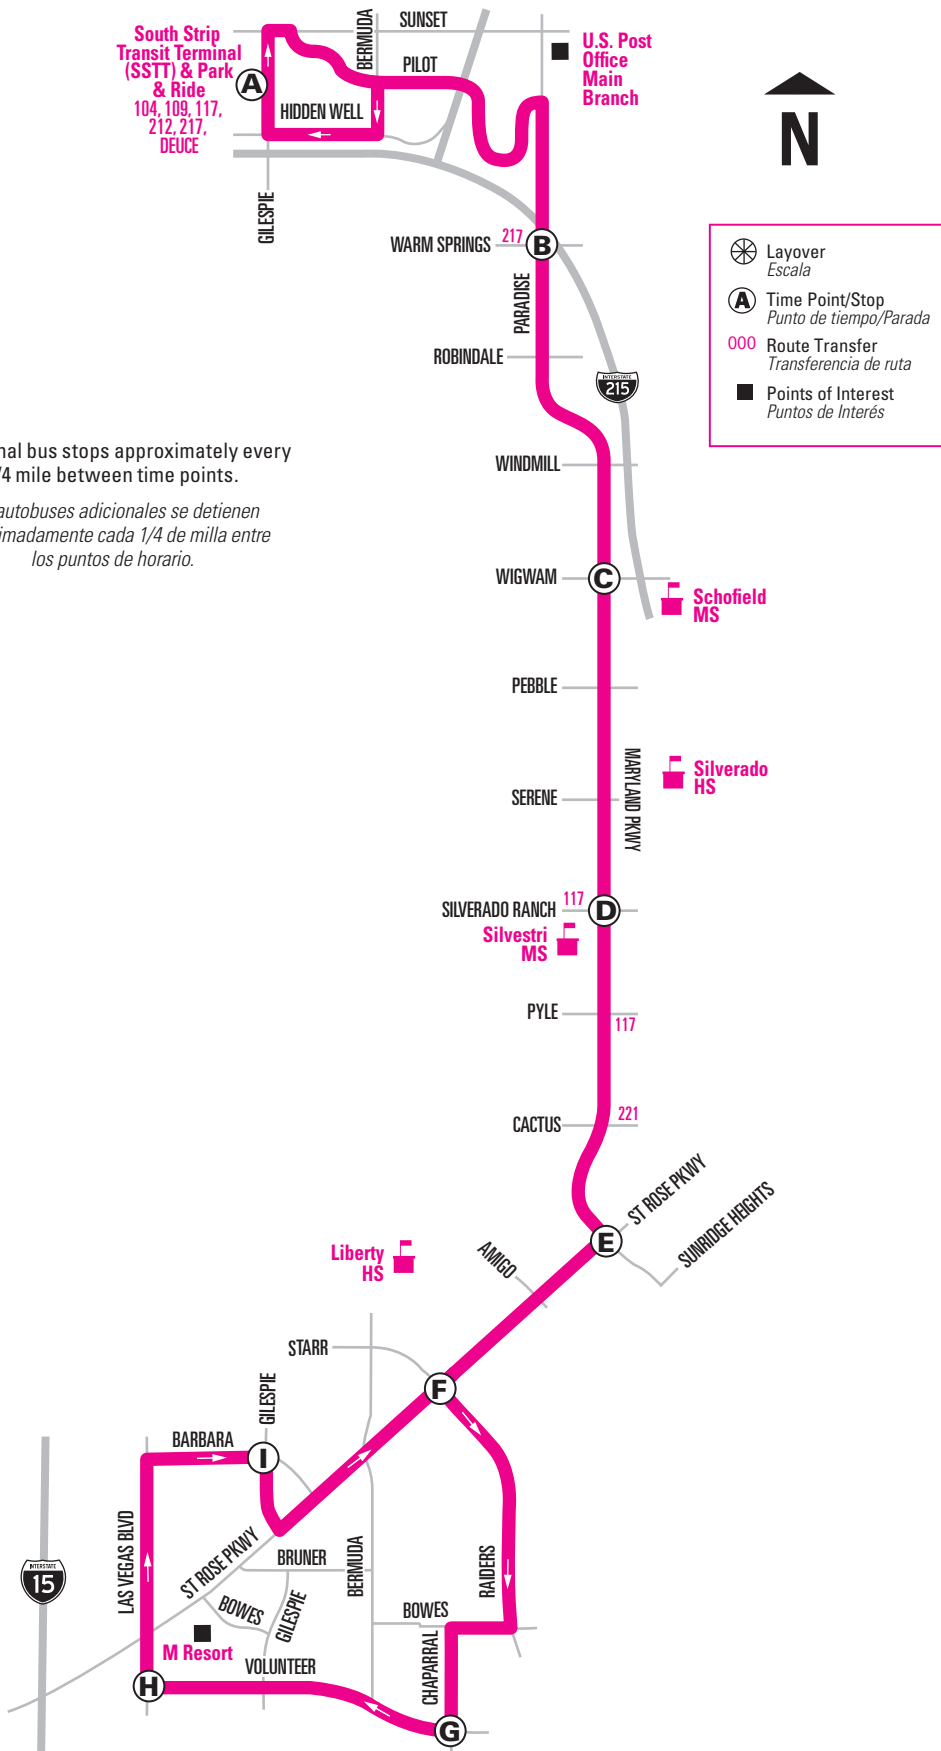 SUNSET
BERMUDA
PILOT
South Strip
Transit Terminal
(SSTT) & Park
& Ride
104, 109, 117,
212, 217,
DEUCE
A
HIDDEN WELL
GILESPIE
U.S. Post
Office
Main
Branch
N
WARM SPRINGS
217
B
PARADISE
ROBINDALE
INTERSTATE
215
Layover
Escala
A
Time Point/Stop
Punto de tiempo/Parada
000
Route Transfer
Transferencia de ruta
Points of Interest
Puntos de Interés
nal bus stops approximately every
/4 mile between time points.
autobuses adicionales se detienen
imadamente cada 1/4 de milla entre
los puntos de horario.
WINDMILL
WIGWAM
C
Schofield
MS
PEBBLE
MARYLAND PKWY
Silverado
HS
SERENE
SILVERADO RANCH
117
D
Silvestri
MS
PYLE
117
CACTUS
221
E
ST ROSE PKWY
SUNRIDGE HEIGHTS
AMIGO
Liberty
HS
STARR
F
GILESPIE
BARBARA
I
LAS VEGAS BLVD
ST ROSE PKWY
BRUNER
BERMUDA
RAIDERS
INTERSTATE
15
BOWES
GILESPIE
BOWES
M Resort
CHAPARRAL
VOLUNTEER
H
G